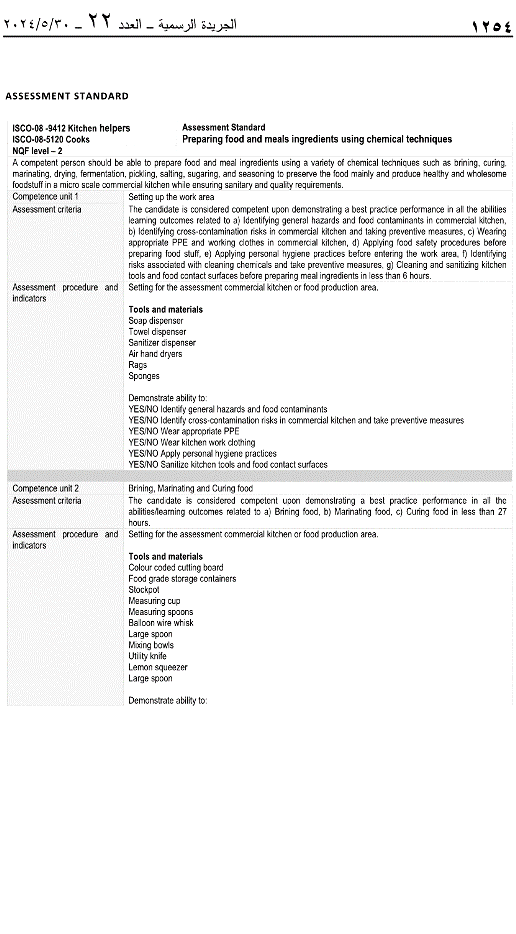 ١٢٥٤
الجريدة الرسمية – العدد ٢٢ – ٢٠٢٤/٥/٣٠
ASSESSMENT STANDARD
ISCO-08 -9412 Kitchen helpers
ISCO-08-5120 Cooks
NQF level – 2
Assessment Standard
Preparing food and meals ingredients using chemical techniques
A competent person should be able to prepare food and meal ingredients using a variety of chemical techniques such as brining, curing,
marinating, drying, fermentation, pickling, salting, sugaring, and seasoning to preserve the food mainly and produce healthy and wholesome
foodstuff in a micro scale commercial kitchen while ensuring sanitary and quality requirements.
Competence unit 1
Setting up the work area
Assessment criteria
The candidate is considered competent upon demonstrating a best practice performance in all the abilities
learning outcomes related to a) Identifying general hazards and food contaminants in commercial kitchen,
b) Identifying cross-contamination risks in commercial kitchen and taking preventive measures, c) Wearing
appropriate PPE and working clothes in commercial kitchen, d) Applying food safety procedures before
preparing food stuff, e) Applying personal hygiene practices before entering the work area, f) Identifying
risks associated with cleaning chemicals and take preventive measures, g) Cleaning and sanitizing kitchen
tools and food contact surfaces before preparing meal ingredients in less than 6 hours.
Assessment procedure and
indicators
Setting for the assessment commercial kitchen or food production area.
Tools and materials
Soap dispenser
Towel dispenser
Sanitizer dispenser
Air hand dryers
Rags
Sponges
Demonstrate ability to:
YES/NO Identify general hazards and food contaminants
YES/NO Identify cross-contamination risks in commercial kitchen and take preventive measures
YES/NO Wear appropriate PPE
YES/NO Wear kitchen work clothing
YES/NO Apply personal hygiene practices
YES/NO Sanitize kitchen tools and food contact surfaces
Competence unit 2
Brining, Marinating and Curing food
Assessment criteria
The candidate is considered competent upon demonstrating a best practice performance in all the
abilities/learning outcomes related to a) Brining food, b) Marinating food, c) Curing food in less than 27
hours.
Assessment procedure and
indicators
Setting for the assessment commercial kitchen or food production area.
Tools and materials
Colour coded cutting board
Food grade storage containers
Stockpot
Measuring cup
Measuring spoons
Balloon wire whisk
Large spoon
Mixing bowls
Utility knife
Lemon squeezer
Large spoon
Demonstrate ability to: